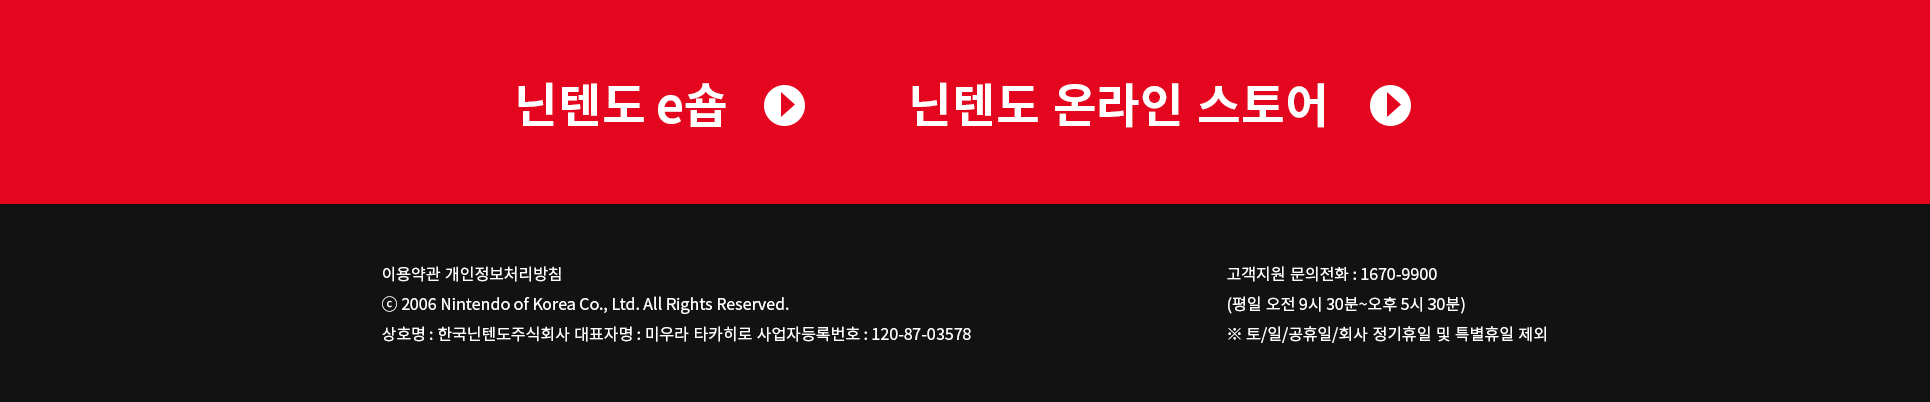 닌텐도 e숍 닌텐도 온라인 스토어
이용약관 개인정보처리방침
ⓒ 2006 Nintendo of Korea Co., Ltd. All Rights Reserved.
상호명 : 한국닌텐도주식회사 대표자명 : 미우라 타카히로 사업자등록번호 : 120-87-03578
고객지원 문의전화 : 1670-9900
(평일 오전 9시 30분~오후 5시 30분)
※ 토/일/공휴일/회사 정기휴일 및 특별휴일 제외